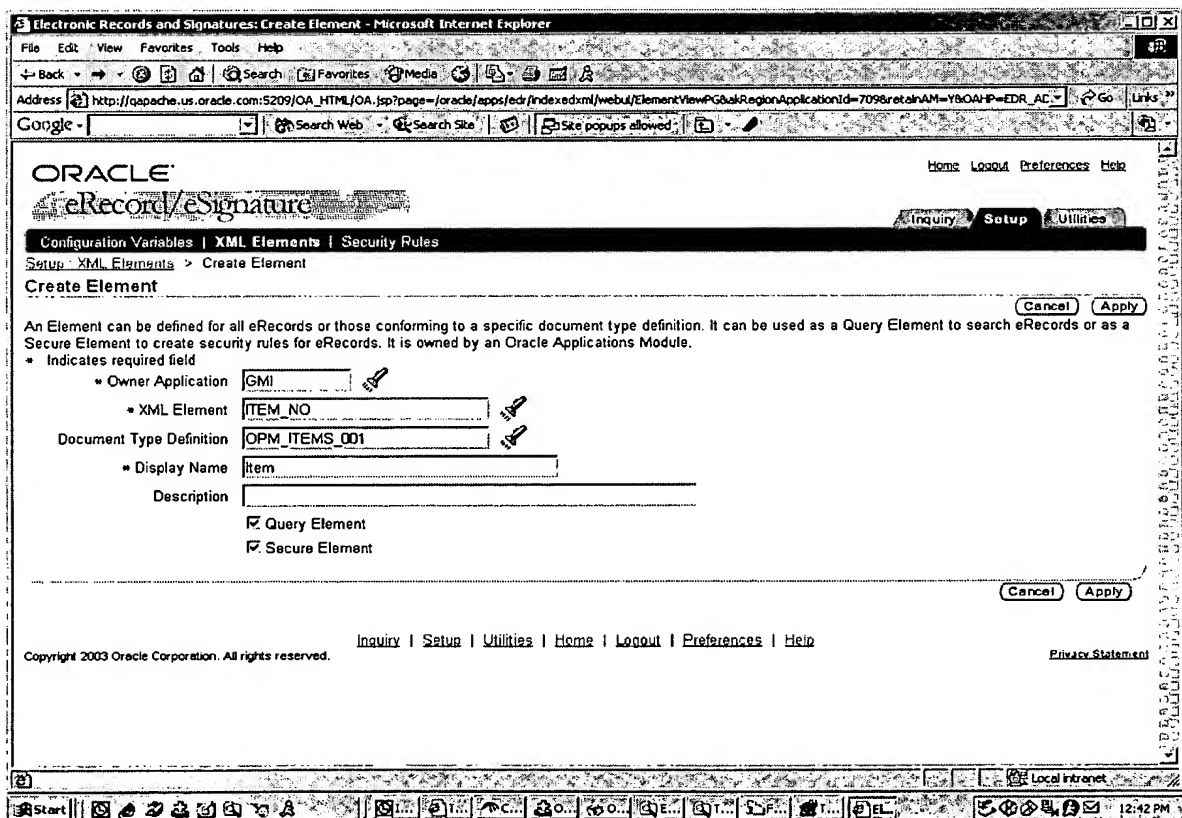 Electronic Records and Signatures: Create Element - Microsoft Internet Explorer
File Edit View Favorites Tools Help
Back Search Favorites Media
Address http://qapache.us.oracle.com:5209/OA_HTML/OA.jsp?page=/oracle/apps/edr/indexedxml/webui/ElementViewPG&akRegionApplicationId=709&retainAM=Y&OAHP=EDR_AD Go Links »
Google - Search Web Search Site Site popups allowed
ORACLE
Home Logout Preferences Help
eRecord/eSignature
Inquiry Setup Utilities
Configuration Variables | XML Elements | Security Rules
Setup : XML Elements > Create Element
Create Element
Cancel Apply
An Element can be defined for all eRecords or those conforming to a specific document type definition. It can be used as a Query Element to search eRecords or as a
Secure Element to create security rules for eRecords. It is owned by an Oracle Applications Module.
* Indicates required field
* Owner Application GMI
* XML Element ITEM_NO
Document Type Definition OPM_ITEMS_001
* Display Name Item
Description
Query Element
Secure Element
Cancel Apply
Inquiry | Setup | Utilities | Home | Logout | Preferences | Help
Copyright 2003 Oracle Corporation. All rights reserved.
Privacy Statement
Local intranet
Start I... I... C... O... O... E... T... F... T... EL... 12:42 PM